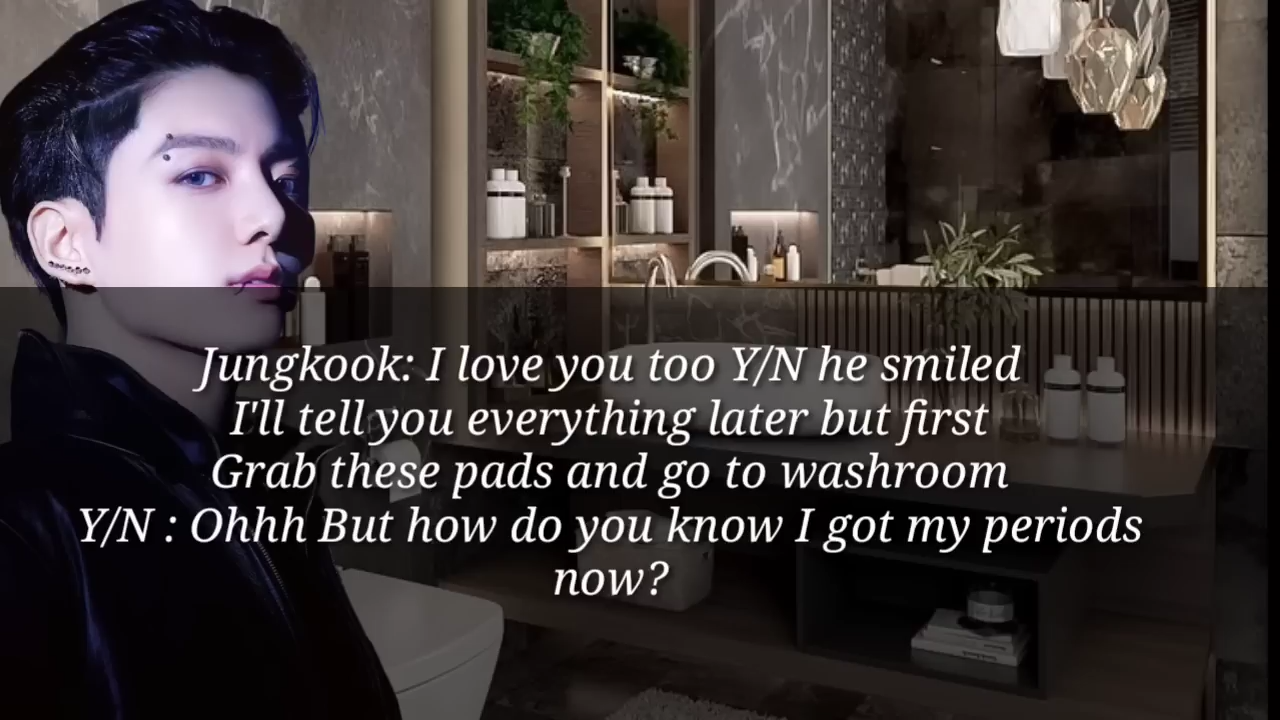 Jungkook: I love you too Y/N he smiled
I'll tell you everything later but first
Grab these pads and go to washroom
Y/N : Ohhh But how do you know I got my periods
now?